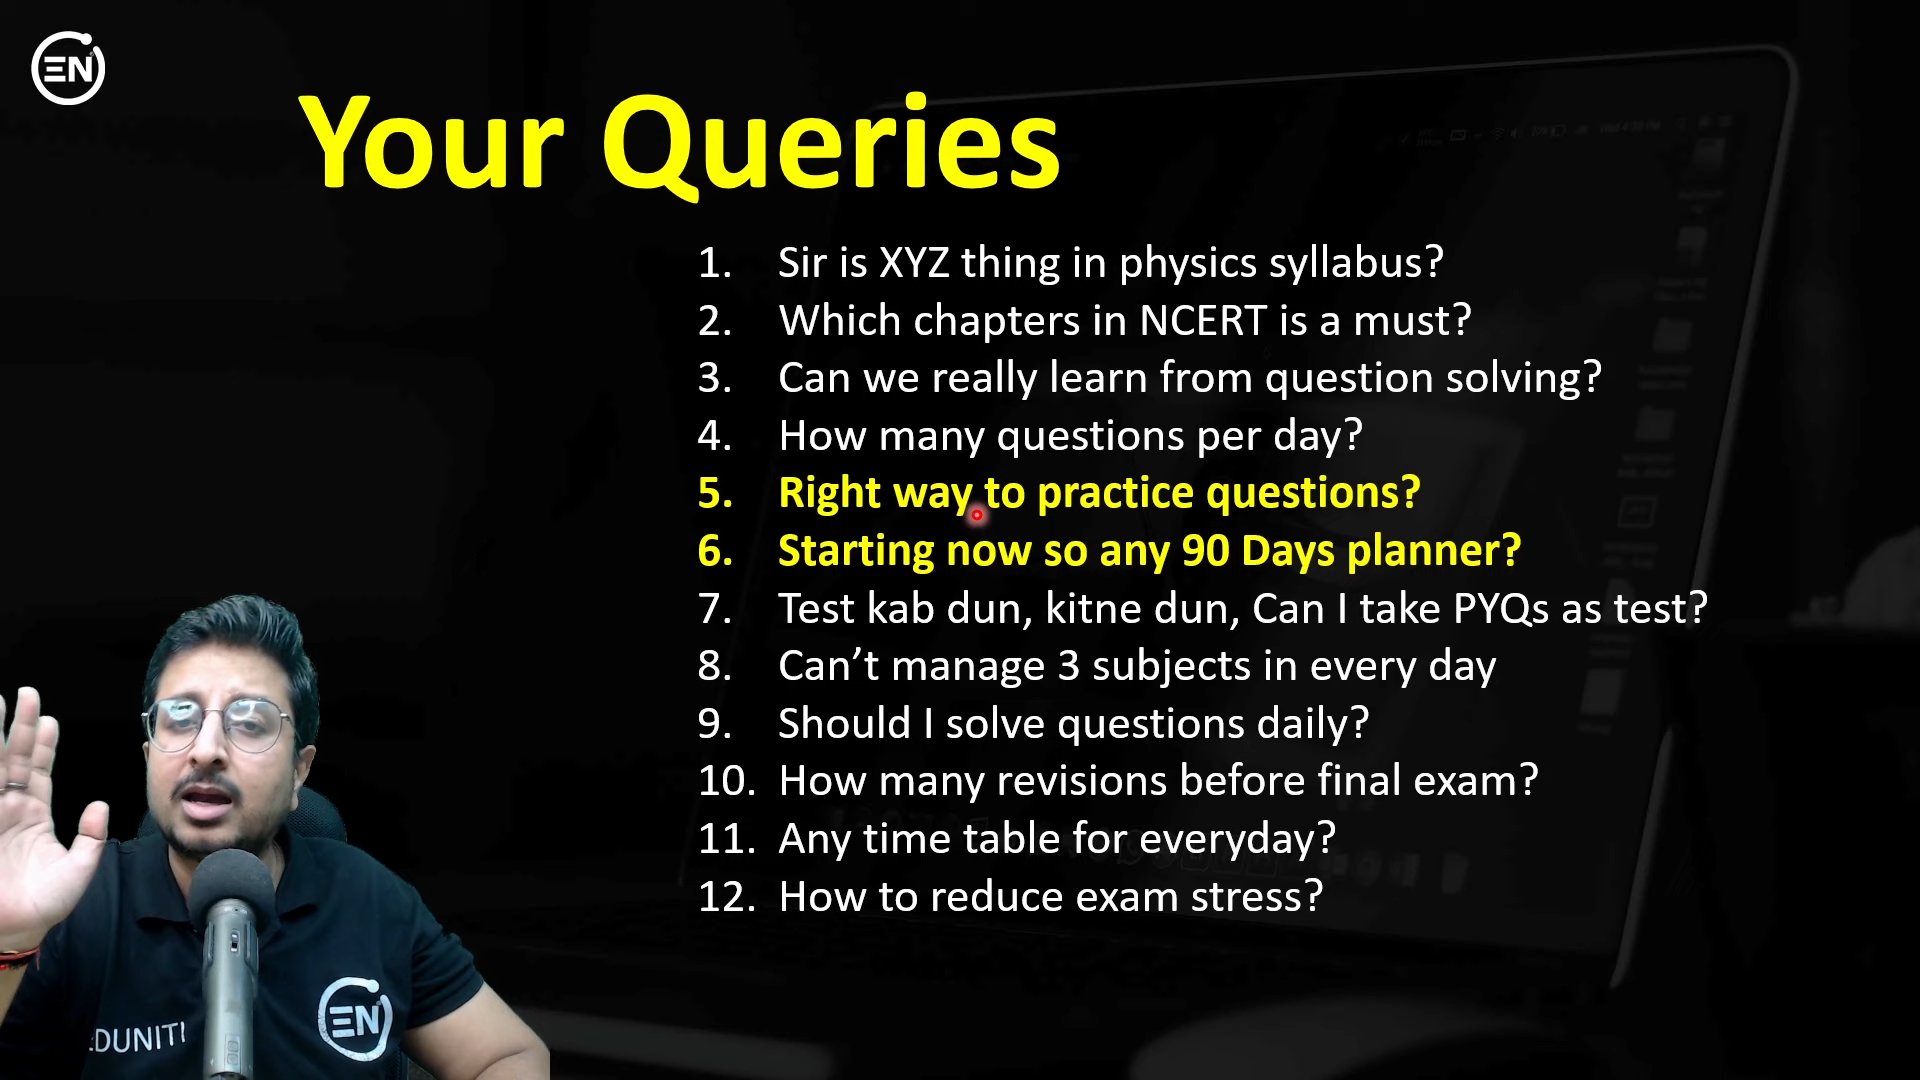 EN
Your Queries
1. Sir is XYZ thing in physics syllabus?
2. Which chapters in NCERT is a must?
3. Can we really learn from question solving?
4. How many questions per day?
5. Right way to practice questions?
6. Starting now so any 90 Days planner?
7. Test kab dun, kitne dun, Can I take PYQs as test?
8. Can’t manage 3 subjects in every day
9. Should I solve questions daily?
10. How many revisions before final exam?
11. Any time table for everyday?
12. How to reduce exam stress?
EDUNITI
EN